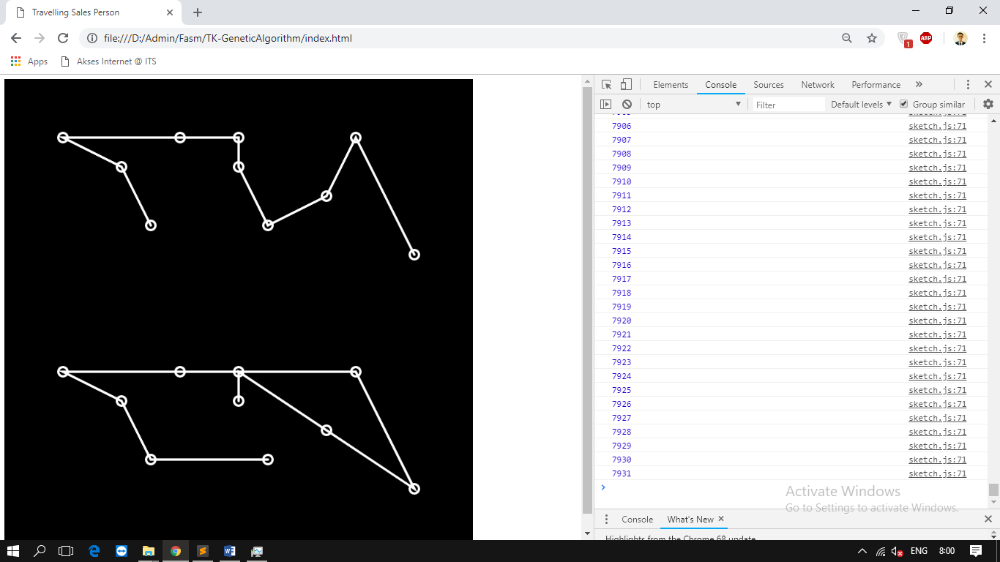 Travelling Sales Person
file:///D:/Admin/Fasm/TK-GeneticAlgorithm/index.html
1
ABP
Apps
Akses Internet @ ITS
Elements
Console
Sources
Network
Performance
top
Filter
Default levels
Group similar
sketch.js:71
7906 sketch.js:71
7907 sketch.js:71
7908 sketch.js:71
7909 sketch.js:71
7910 sketch.js:71
7911 sketch.js:71
7912 sketch.js:71
7913 sketch.js:71
7914 sketch.js:71
7915 sketch.js:71
7916 sketch.js:71
7917 sketch.js:71
7918 sketch.js:71
7919 sketch.js:71
7920 sketch.js:71
7921 sketch.js:71
7922 sketch.js:71
7923 sketch.js:71
7924 sketch.js:71
7925 sketch.js:71
7926 sketch.js:71
7927 sketch.js:71
7928 sketch.js:71
7929 sketch.js:71
7930 sketch.js:71
7931 sketch.js:71
Activate Windows
Go to Settings to activate Windows.
Console
What's New
Highlights from the Chrome 68 update
ENG
8:00